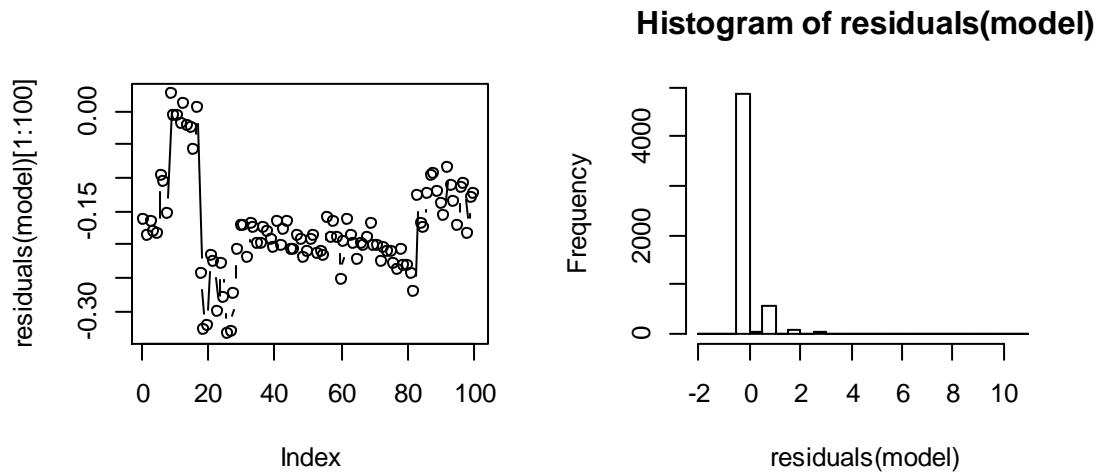 residuals(model)[1:100]
0.00
-0.15
-0.30
0 20 40 60 80 100
Index
Histogram of residuals(model)
Frequency
4000
2000
0
-2 0 2 4 6 8 10
residuals(model)